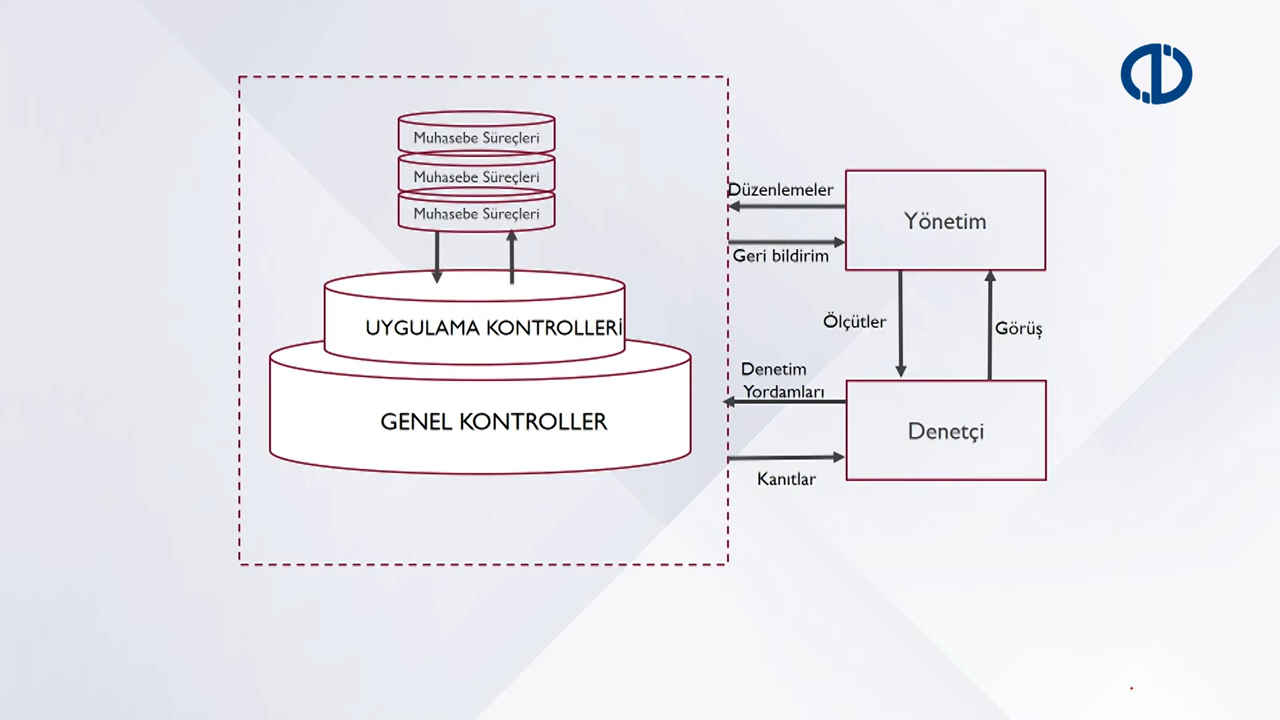 Muhasebe Süreçleri
Muhasebe Süreçleri
Muhasebe Süreçleri
UYGULAMA KONTROLLERİ
GENEL KONTROLLER
Düzenlemeler
Geri bildirim
Yönetim
Ölçütler
Görüş
Denetim
Yordamları
Denetçi
Kanıtlar